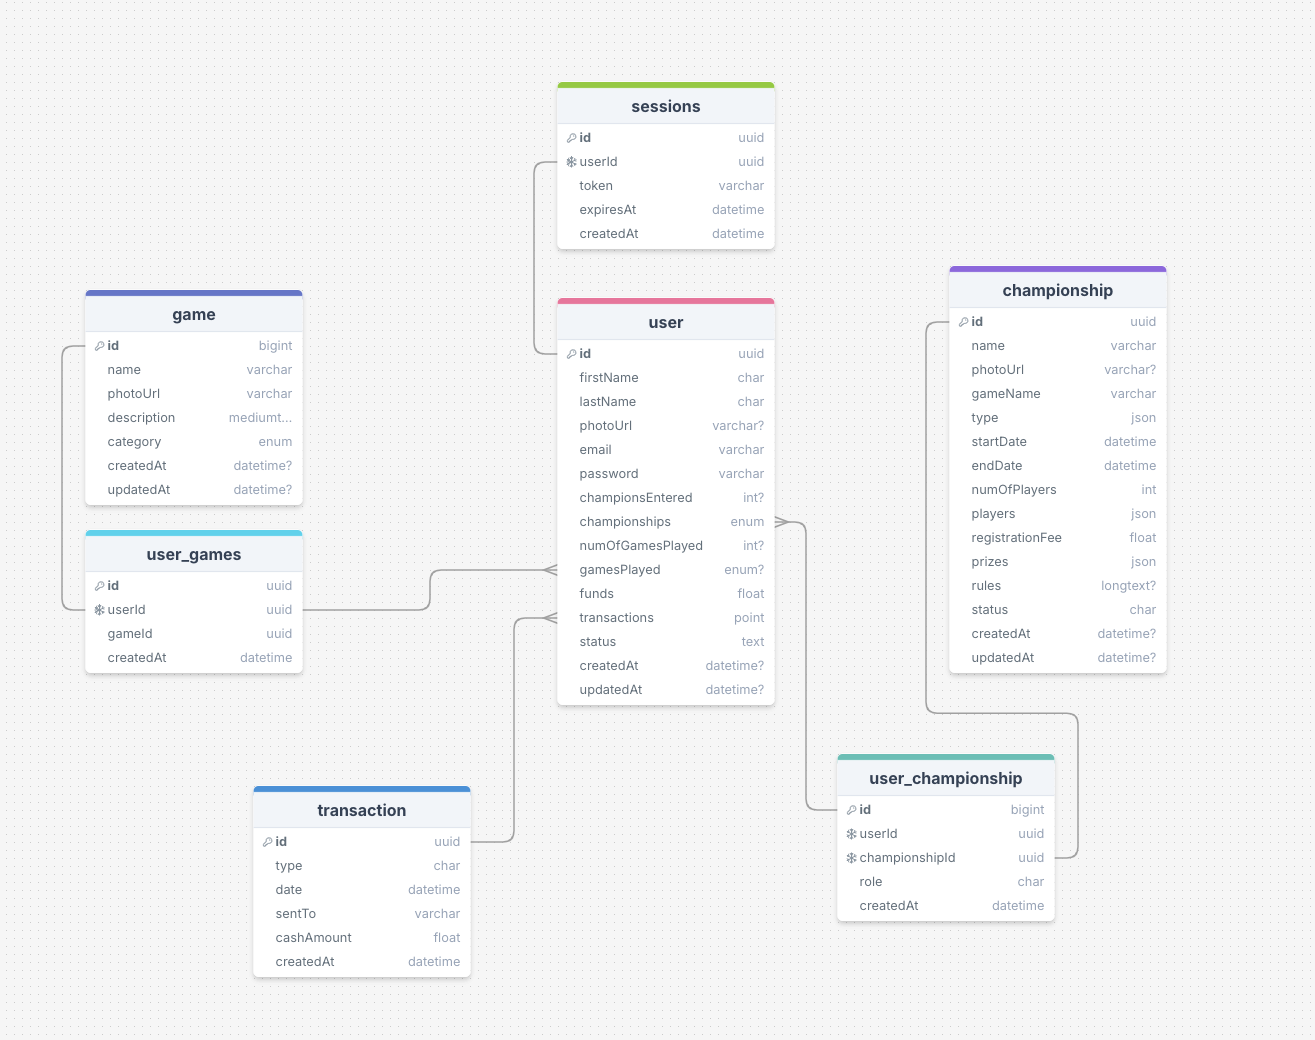 sessions
id uuid
userId uuid
token varchar
expiresAt datetime
createdAt datetime
game
id bigint
name varchar
photoUrl varchar
description mediumt...
category enum
createdAt datetime?
updatedAt datetime?
user
id uuid
firstName char
lastName char
photoUrl varchar?
email varchar
password varchar
championsEntered int?
championships enum
numOfGamesPlayed int?
gamesPlayed enum?
funds float
transactions point
status text
createdAt datetime?
updatedAt datetime?
championship
id uuid
name varchar
photoUrl varchar?
gameName varchar
type json
startDate datetime
endDate datetime
numOfPlayers int
players json
registrationFee float
prizes json
rules longtext?
status char
createdAt datetime?
updatedAt datetime?
user_games
id uuid
userId uuid
gameId uuid
createdAt datetime
transaction
id uuid
type char
date datetime
sentTo varchar
cashAmount float
createdAt datetime
user_championship
id bigint
userId uuid
championshipId uuid
role char
createdAt datetime